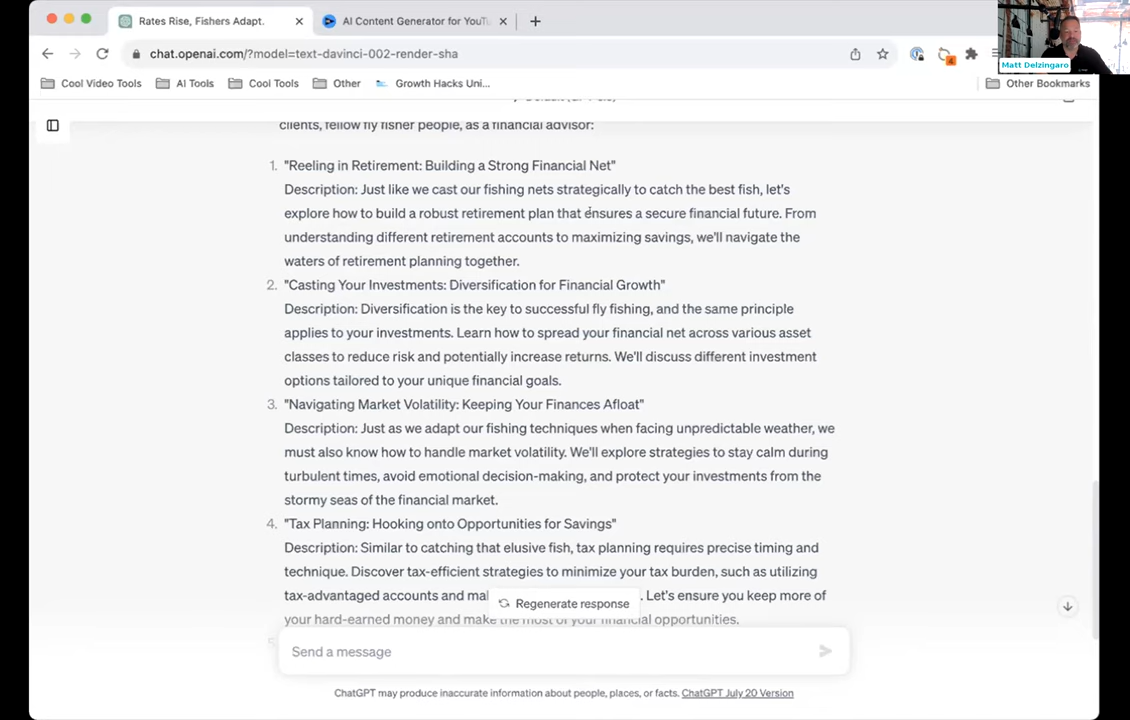 Rates Rise, Fishers Adapt.
AI Content Generator for YouTu
chat.openai.com/?model=text-davinci-002-render-sha
Matt Delzingaro
Cool Video Tools
AI Tools
Cool Tools
Other
Growth Hacks Uni...
Other Bookmarks
clients, fellow fly fisher people, as a financial advisor:
1. "Reeling in Retirement: Building a Strong Financial Net"
Description: Just like we cast our fishing nets strategically to catch the best fish, let's
explore how to build a robust retirement plan that ensures a secure financial future. From
understanding different retirement accounts to maximizing savings, we'll navigate the
waters of retirement planning together.
2. "Casting Your Investments: Diversification for Financial Growth"
Description: Diversification is the key to successful fly fishing, and the same principle
applies to your investments. Learn how to spread your financial net across various asset
classes to reduce risk and potentially increase returns. We'll discuss different investment
options tailored to your unique financial goals.
3. "Navigating Market Volatility: Keeping Your Finances Afloat"
Description: Just as we adapt our fishing techniques when facing unpredictable weather, we
must also know how to handle market volatility. We'll explore strategies to stay calm during
turbulent times, avoid emotional decision-making, and protect your investments from the
stormy seas of the financial market.
4. "Tax Planning: Hooking onto Opportunities for Savings"
Description: Similar to catching that elusive fish, tax planning requires precise timing and
technique. Discover tax-efficient strategies to minimize your tax burden, such as utilizing
tax-advantaged accounts and mak . Let's ensure you keep more of
Regenerate response
your hard-earned money and make the most of your financial opportunities.
Send a message
ChatGPT may produce inaccurate information about people, places, or facts. ChatGPT July 20 Version